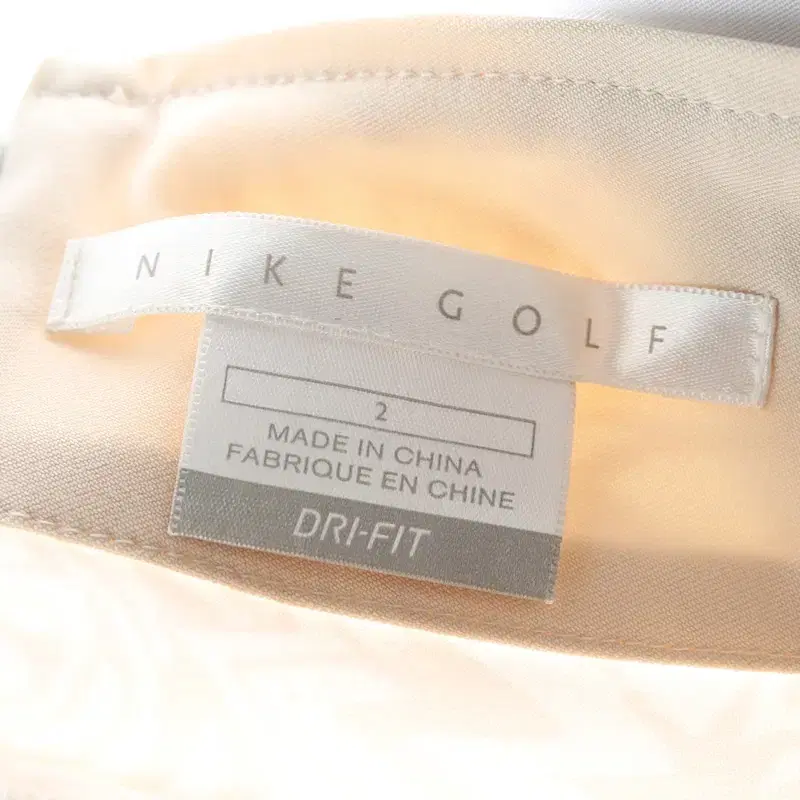 NIKE GOLF
2
MADE IN CHINA
FABRIQUE EN CHINE
DRI-FIT